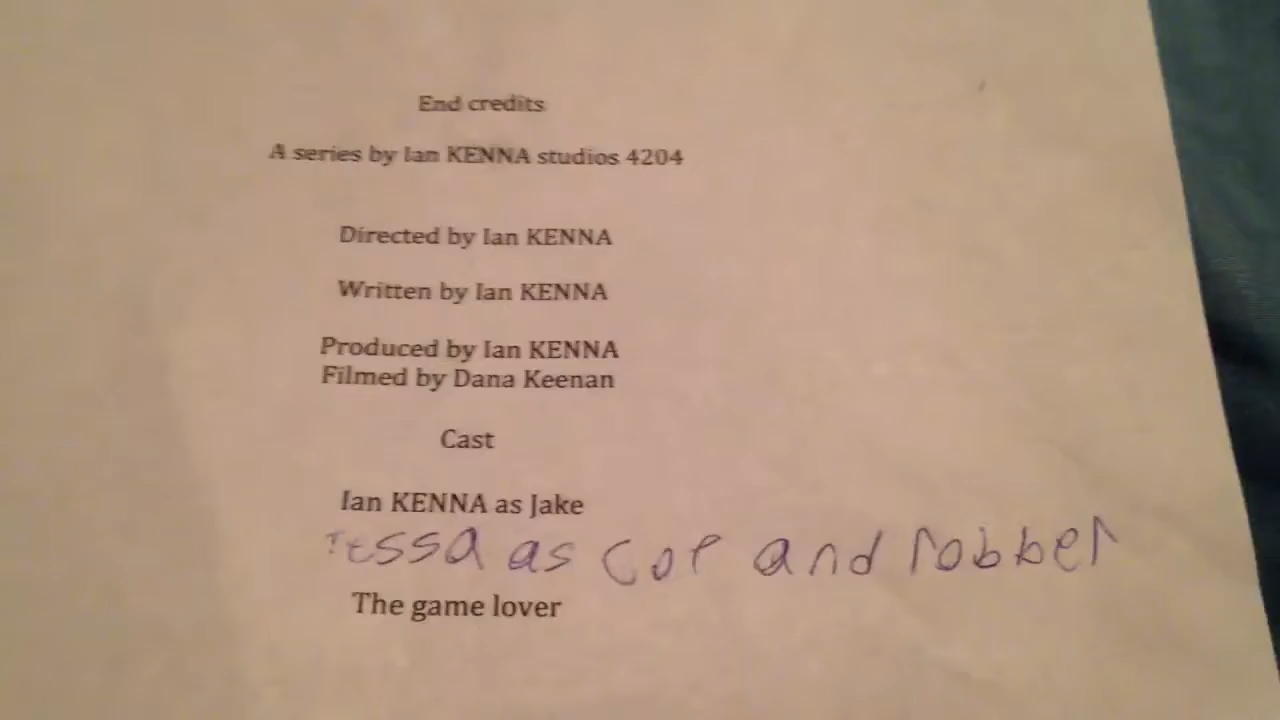 End credits
A series by Ian KENNA studios 4204
Directed by Ian KENNA
Written by Ian KENNA
Produced by Ian KENNA
Filmed by Dana Keenan
Cast
Ian KENNA as Jake
Tessa as cop and robber
The game lover